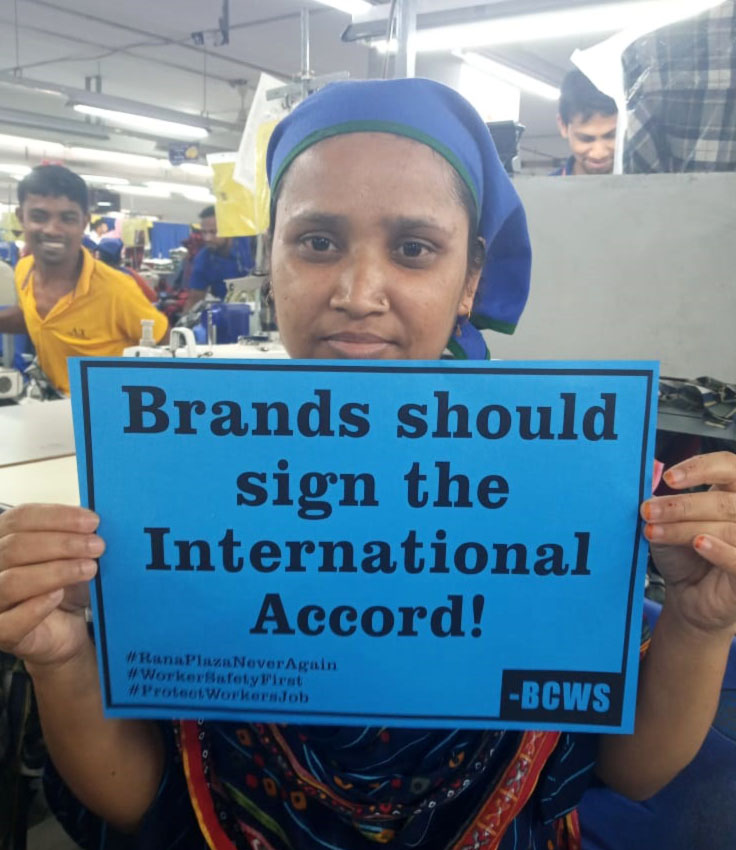 Brands should
sign the
International
Accord!
#RanaPlazaNeverAgain
#WorkerSafetyFirst
#ProtectWorkersJob
-BCWS